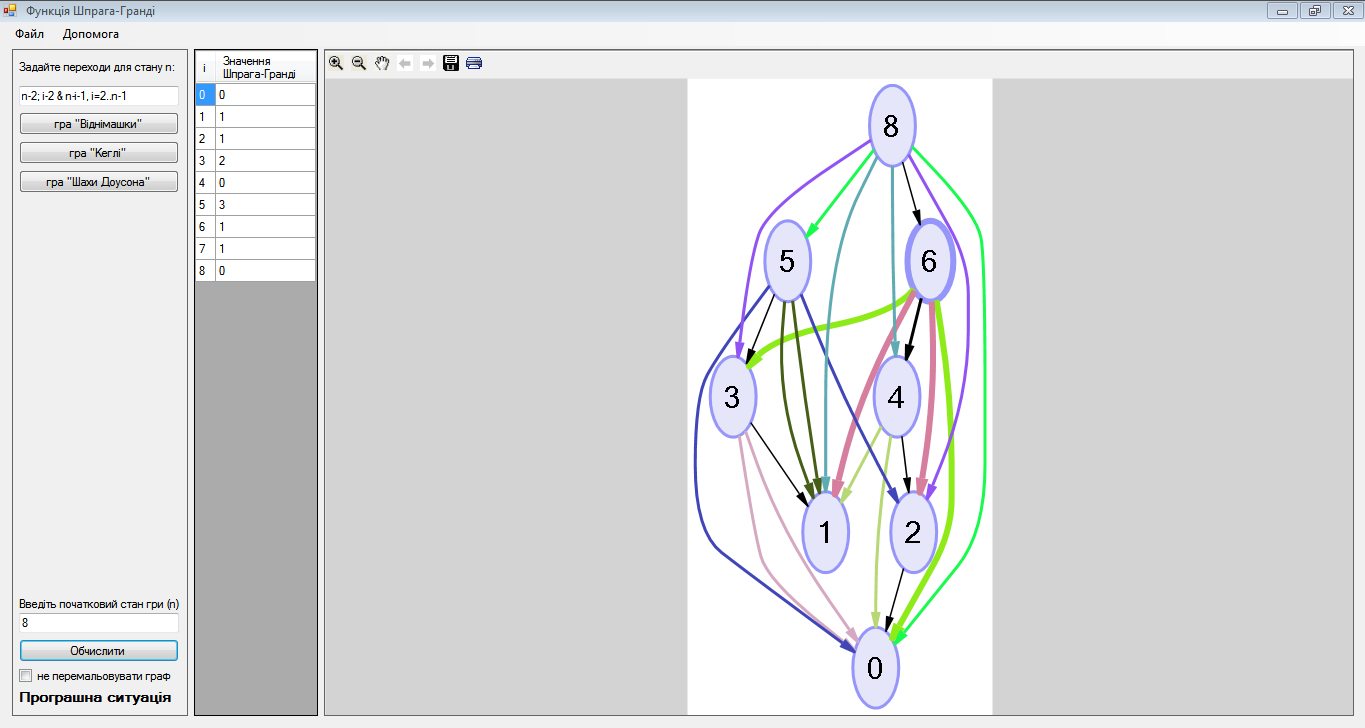 Функція Шпрага-Гранді
Файл Допомога
Задайте переходи для стану n:
n-2; i-2 & n-i-1, i=2..n-1
гра "Віднімашки"
гра "Кеглі"
гра "Шахи Доусона"
Введіть початковий стан гри (n)
8
Обчислити
не перемальовувати граф
Програшна ситуація
i Значення
Шпрага-Гранді
0 0
1 1
2 1
3 2
4 0
5 3
6 1
7 1
8 0
8
5 6
3 4
1 2
0